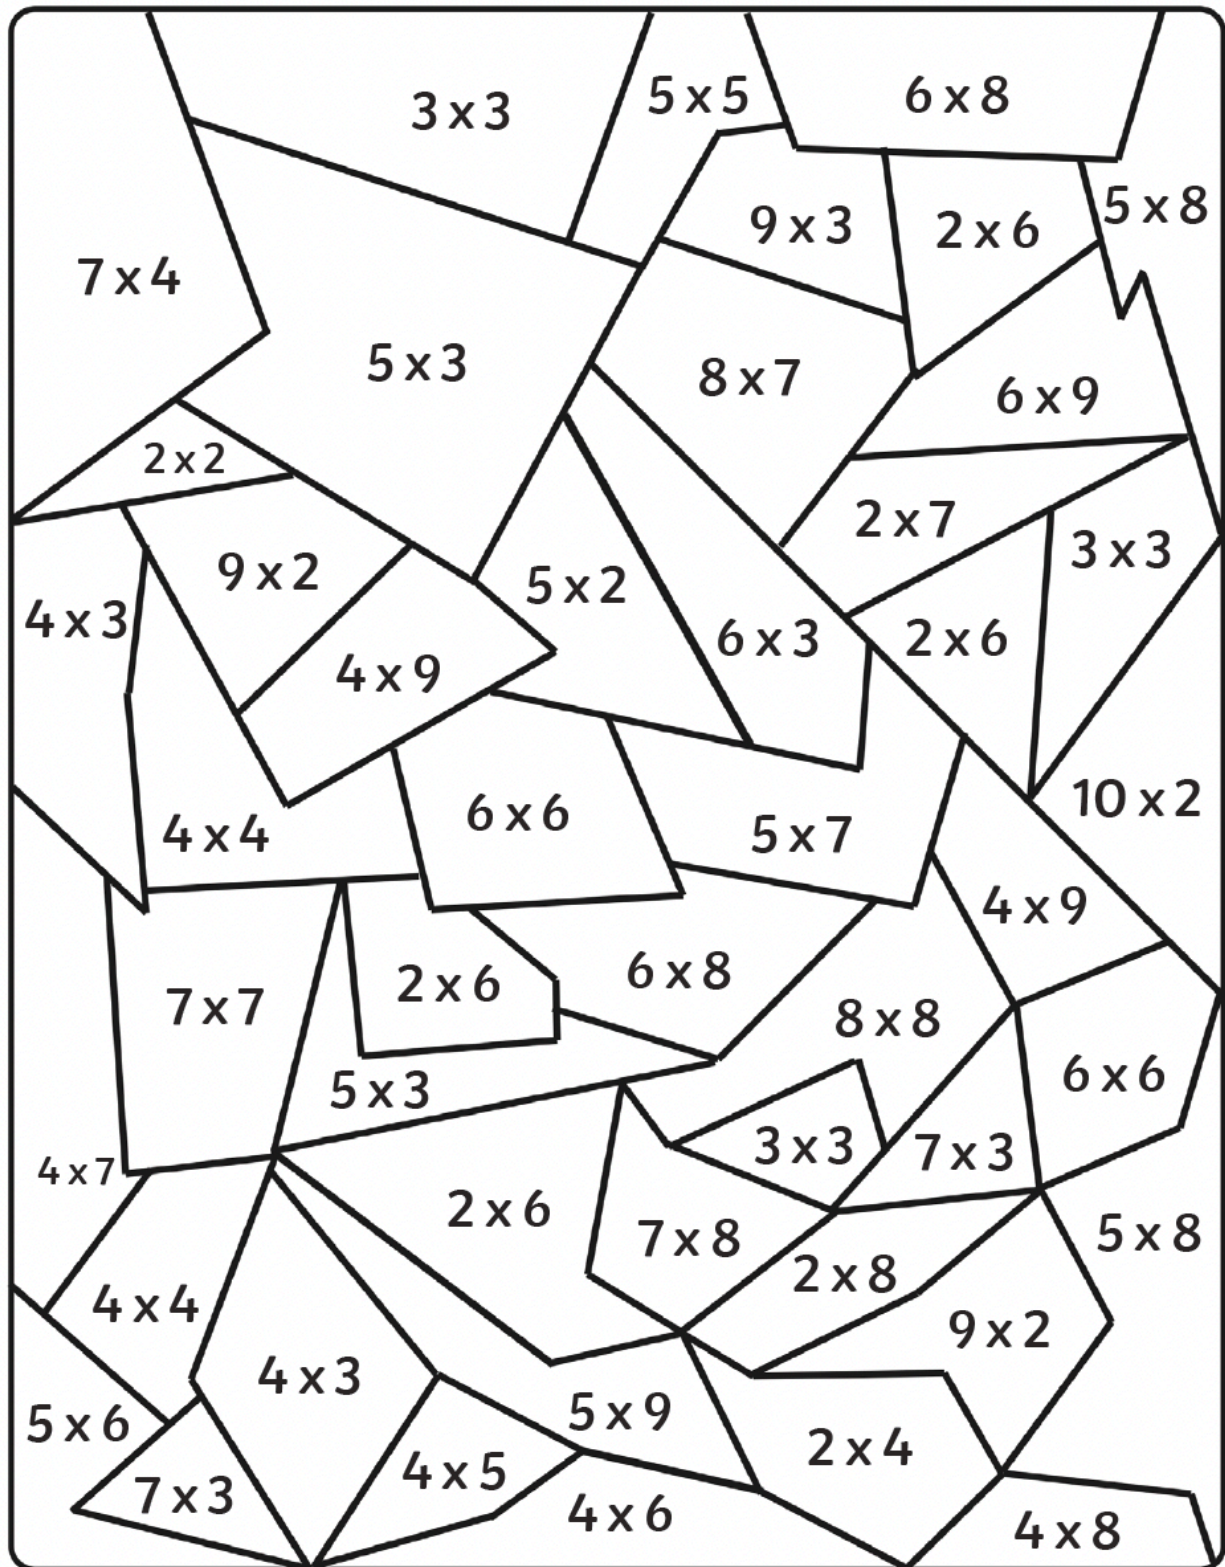 3 x 3
5 x 5
6 x 8
9 x 3
2 x 6
5 x 8
7 x 4
5 x 3
8 x 7
6 x 9
2 x 2
2 x 7
9 x 2
5 x 2
3 x 3
4 x 3
4 x 9
6 x 3
2 x 6
4 x 4
6 x 6
5 x 7
10 x 2
4 x 9
7 x 7
2 x 6
6 x 8
8 x 8
5 x 3
6 x 6
4 x 7
3 x 3
7 x 3
2 x 6
7 x 8
5 x 8
4 x 4
2 x 8
9 x 2
4 x 3
5 x 6
5 x 9
2 x 4
7 x 3
4 x 5
4 x 6
4 x 8